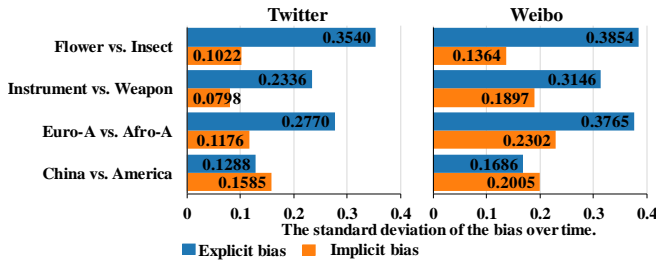 Twitter
Weibo
Flower vs. Insect
0.3540
0.1022
0.3854
0.1364
Instrument vs. Weapon
0.2336
0.0798
0.3146
0.1897
Euro-A vs. Afro-A
0.2770
0.1176
0.3765
0.2302
China vs. America
0.1288
0.1585
0.1686
0.2005
0 0.1 0.2 0.3 0.4
0 0.1 0.2 0.3 0.4
The standard deviation of the bias over time.
Explicit bias Implicit bias